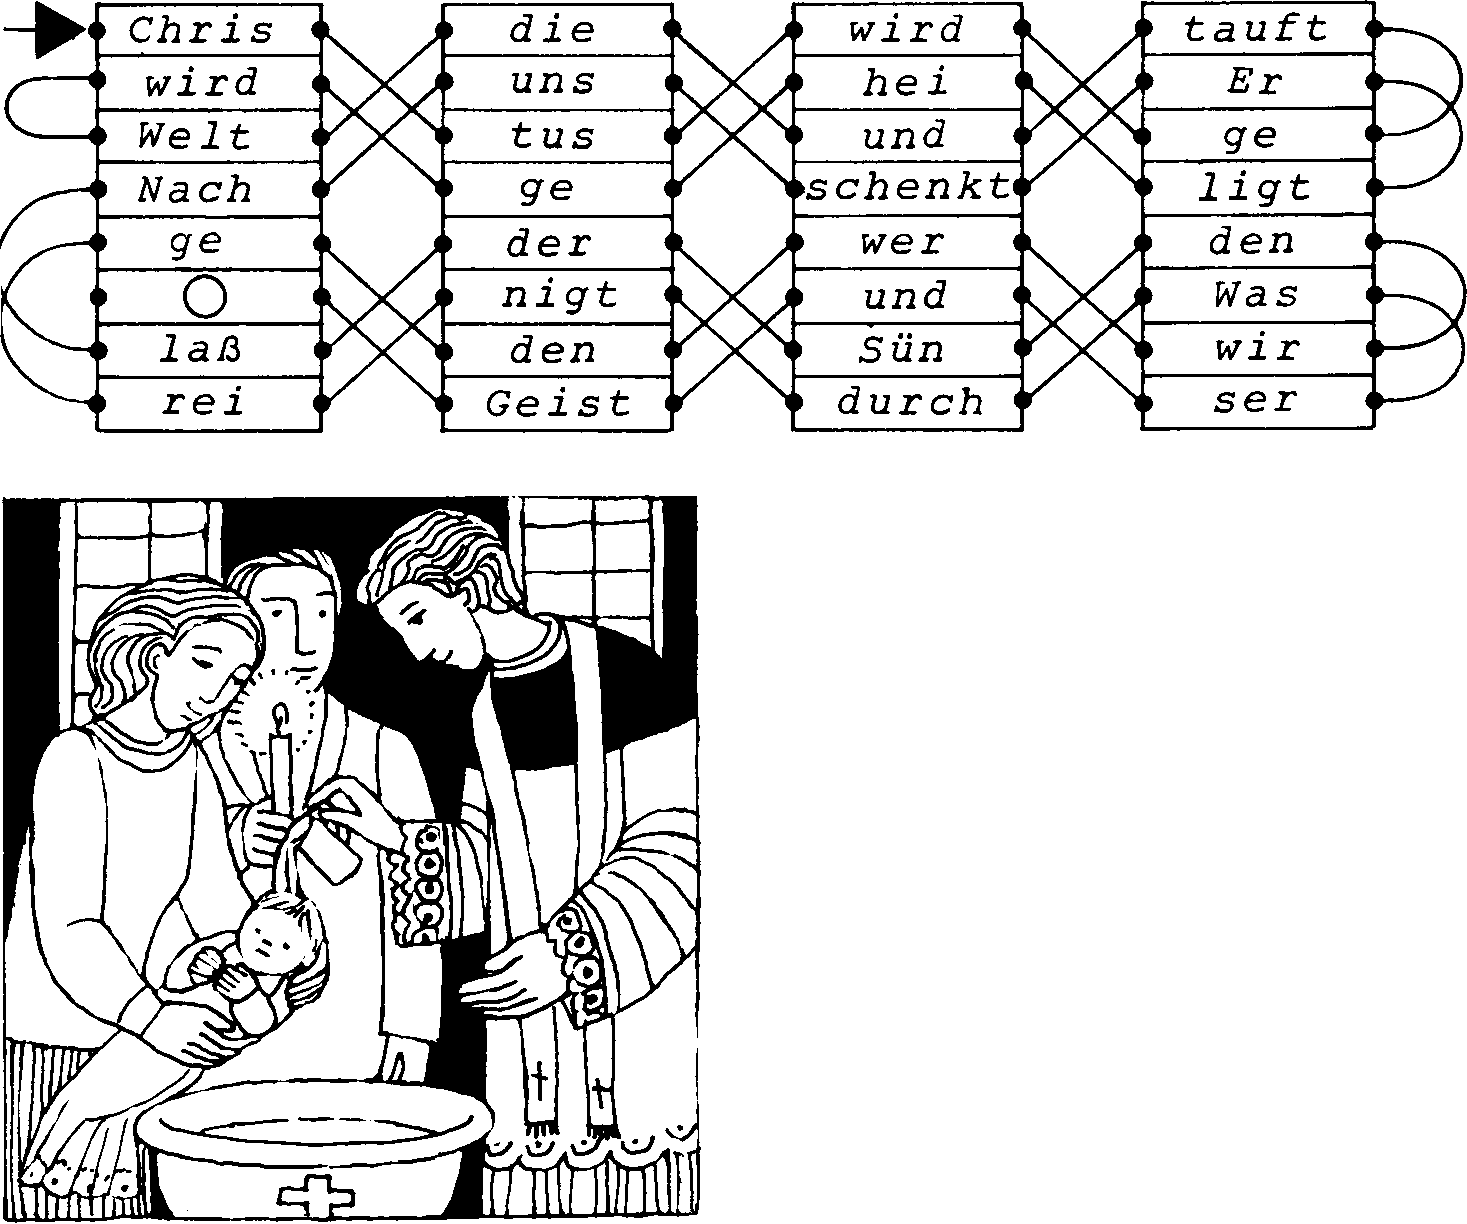 Chris die wird tauft
wird uns hei Er
Welt tus und ge
Nach ge schenkt ligt
ge der wer den
nigt und Was
laß den Sün wir
rei Geist durch ser